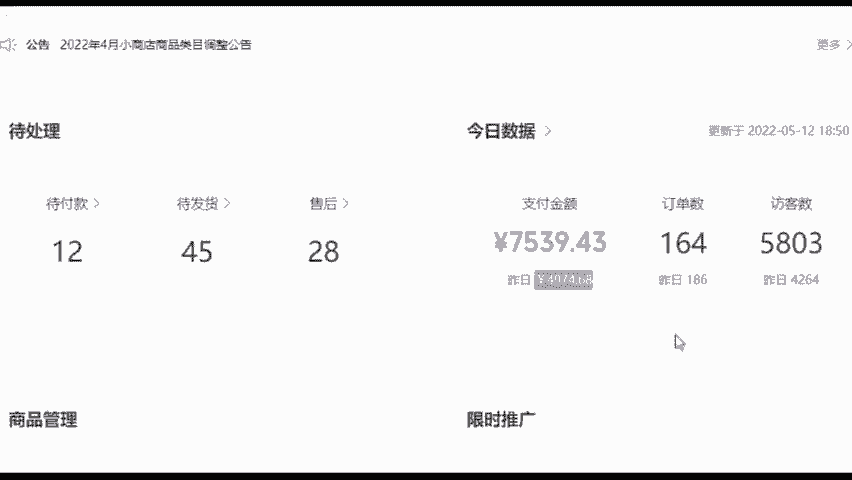 公告 2022年4月小商店商品类目调整公告 更多
待处理
今日数据
更新于 2022-05-12 18:50
待付款 待发货 售后
支付金额 订单数 访客数
12 45 28
¥7539.43 164 5803
昨日 昨日 186 昨日 4264
商品管理
限时推广